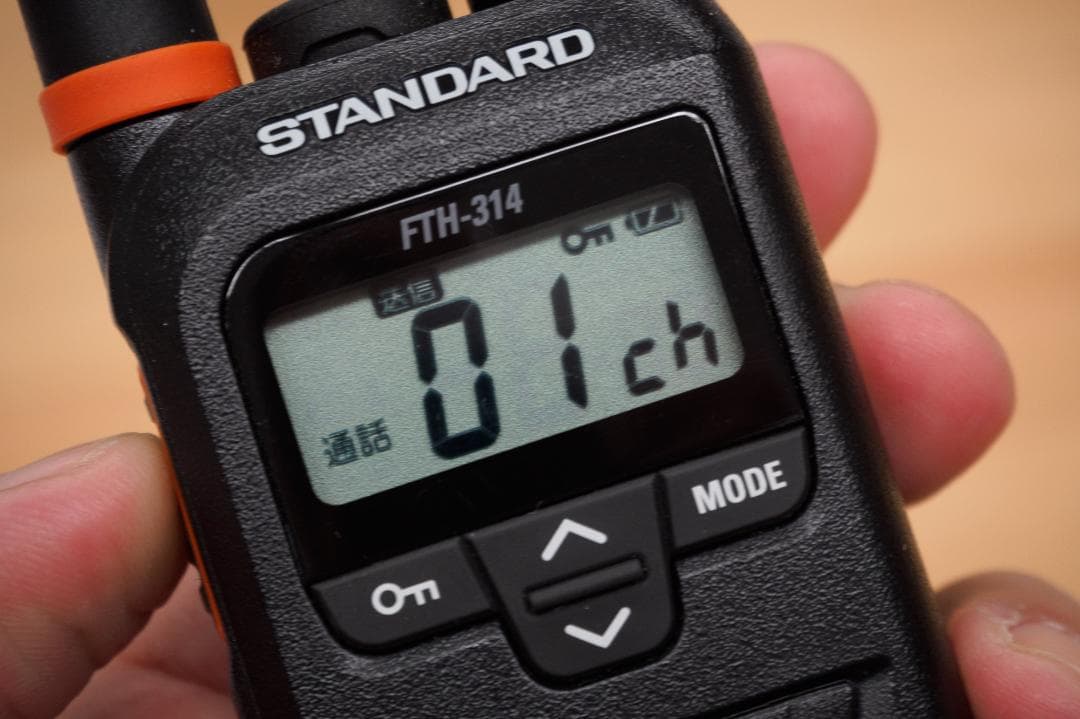 STANDARD
FTH-314
送信
01ch
通話
MODE